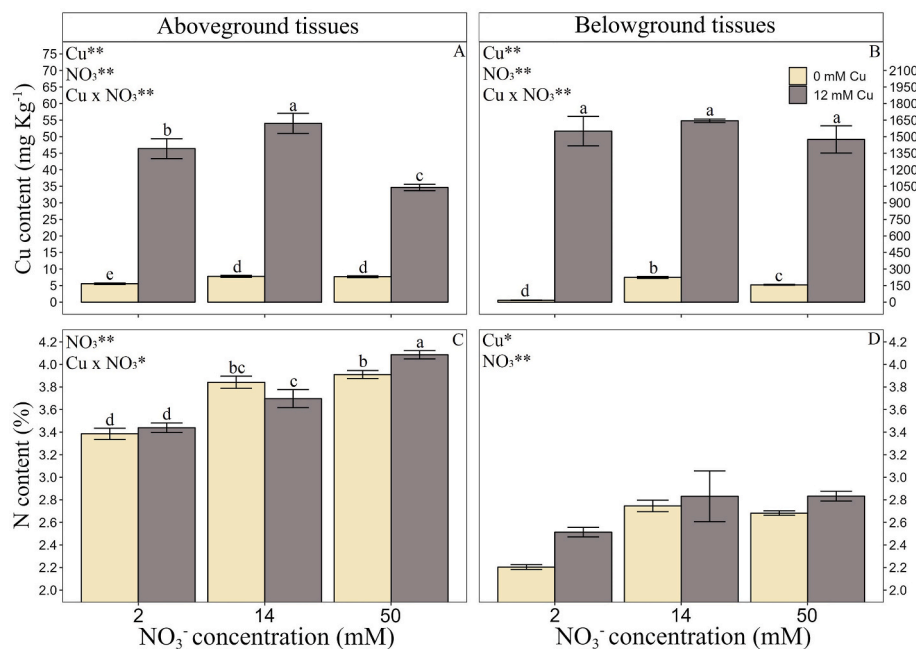 Aboveground tissues
Belowground tissues
Cu content (mg Kg⁻¹)
75
70
65
60
55
50
45
40
35
30
25
20
15
10
5
0
Cu**
NO₃**
Cu x NO₃**
A
e
b
d
a
d
c
Cu**
NO₃**
Cu x NO₃**
B
0 mM Cu
12 mM Cu
d
a
b
a
c
a
2100
1950
1800
1650
1500
1350
1200
1050
900
750
600
450
300
150
0
N content (%)
4.2
4.0
3.8
3.6
3.4
3.2
3.0
2.8
2.6
2.4
2.2
2.0
NO₃**
Cu x NO₃*
C
d
d
bc
c
b
a
Cu*
NO₃**
D
4.2
4.0
3.8
3.6
3.4
3.2
3.0
2.8
2.6
2.4
2.2
2.0
2 14 50
2 14 50
NO₃⁻ concentration (mM)
NO₃⁻ concentration (mM)